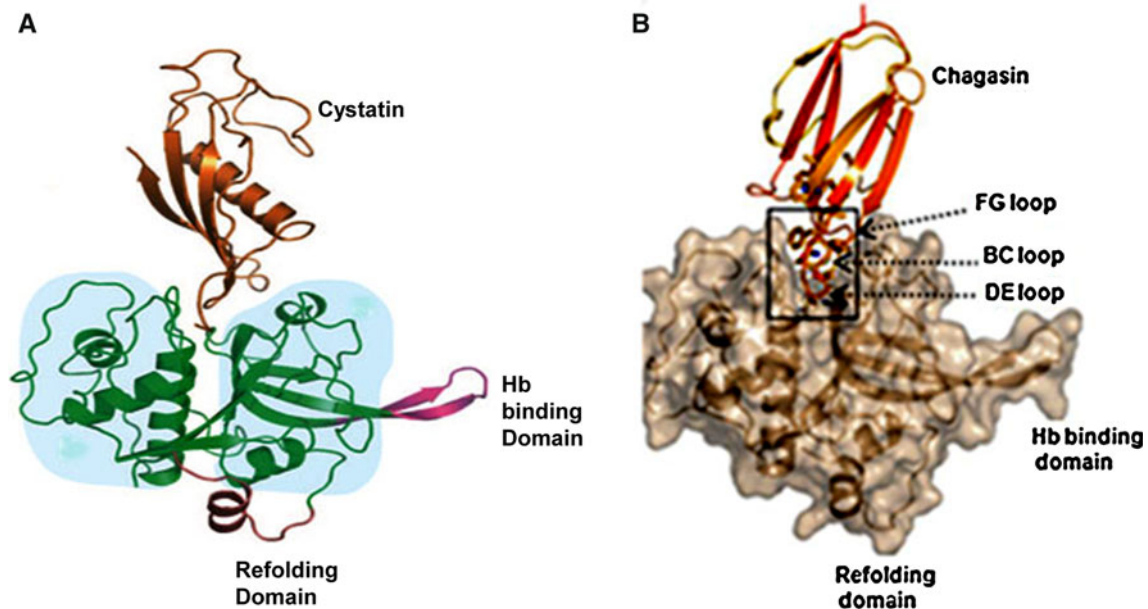 A
Cystatin
Hb
binding
Domain
Refolding
Domain
B
Chagasin
FG loop
BC loop
DE loop
Hb binding
domain
Refolding
domain